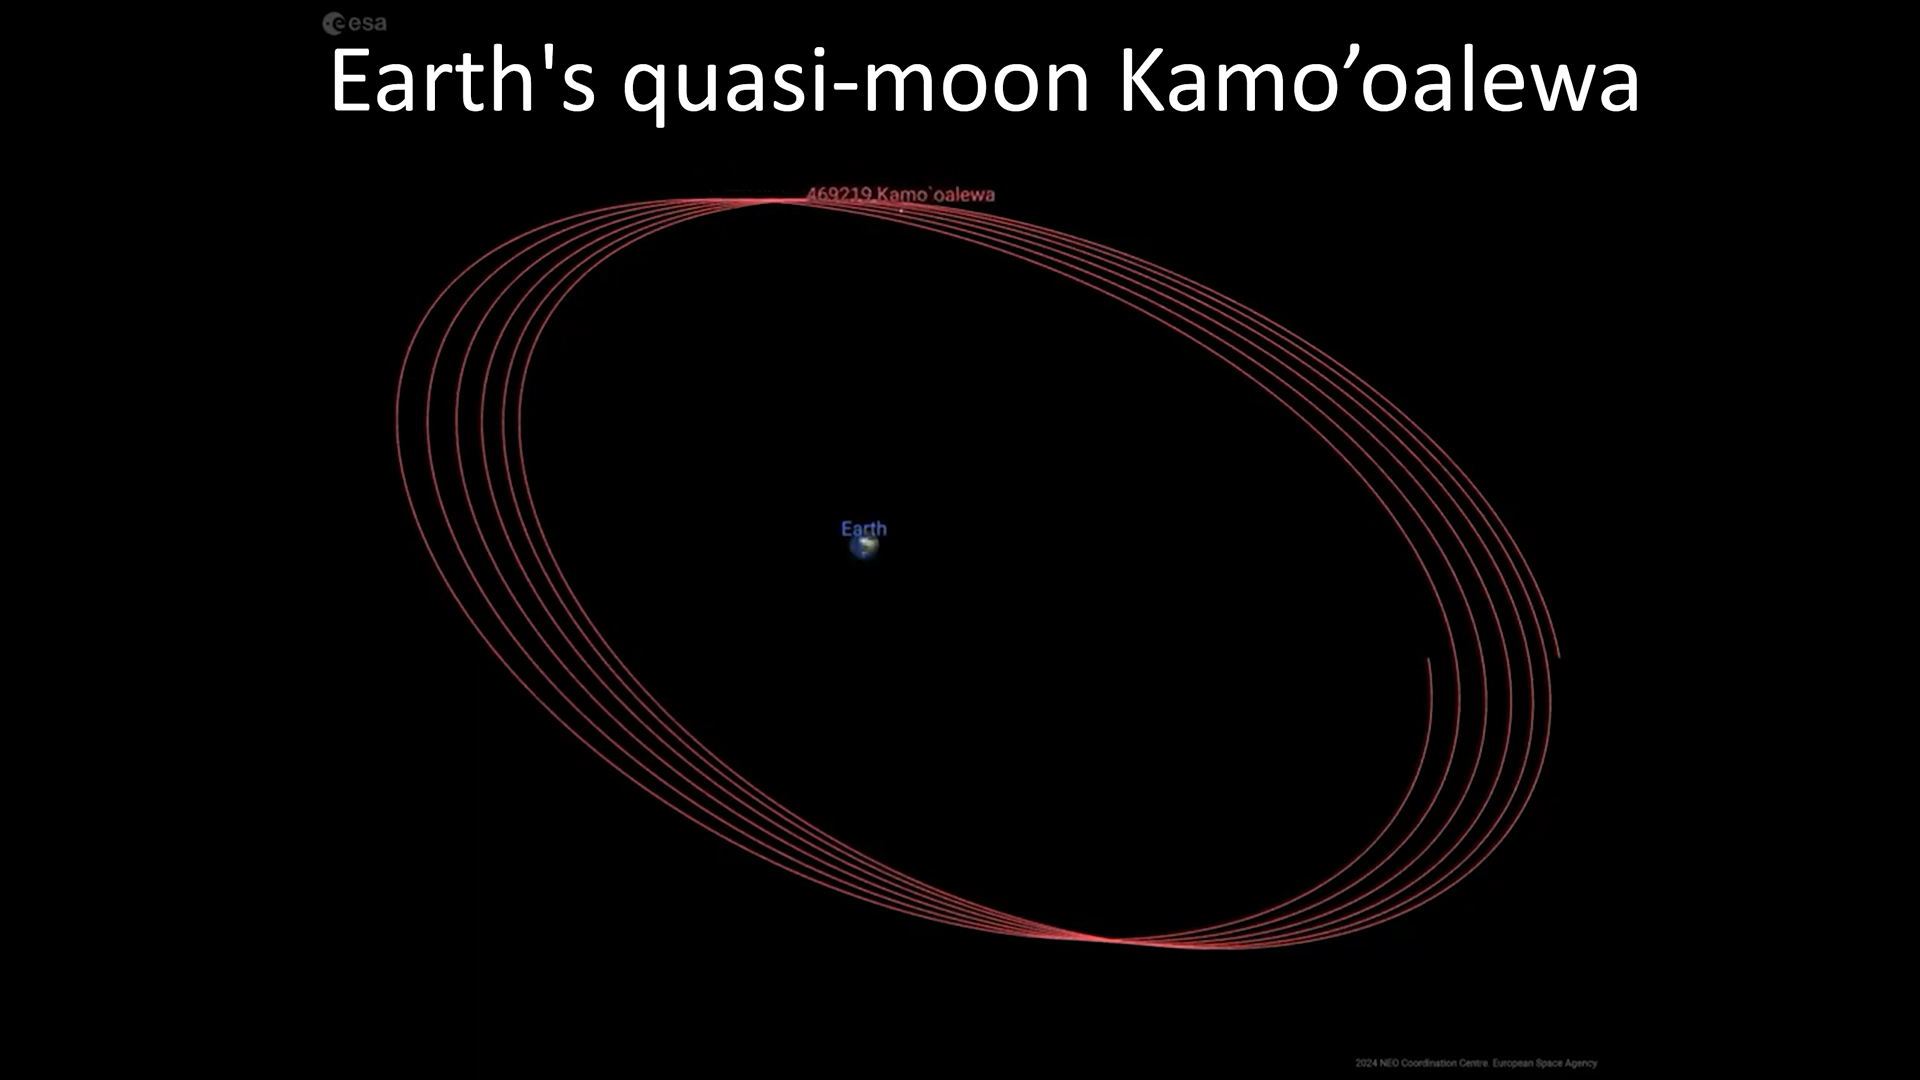 esa
Earth's quasi-moon Kamo’oalewa
469219 Kamo`oalewa
Earth
2024 NEO Coordination Centre. European Space Agency